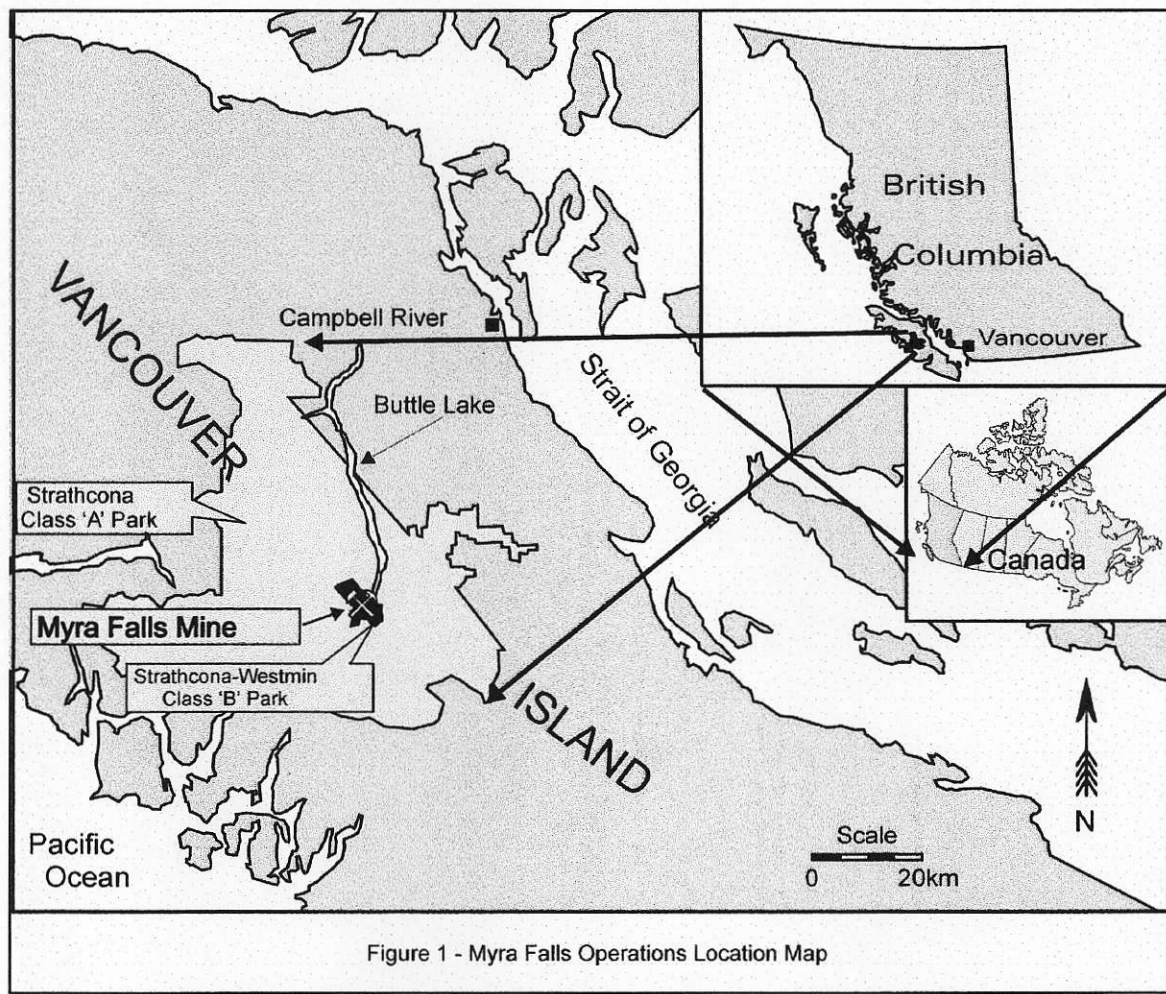 British
Columbia
Vancouver
VANCOUVER
Campbell River
Buttle Lake
Strait of Georgia
Canada
Strathcona
Class 'A' Park
Myra Falls Mine
Strathcona-Westmin
Class 'B' Park
ISLAND
Pacific
Ocean
N
Scale
0 20km
Figure 1 - Myra Falls Operations Location Map